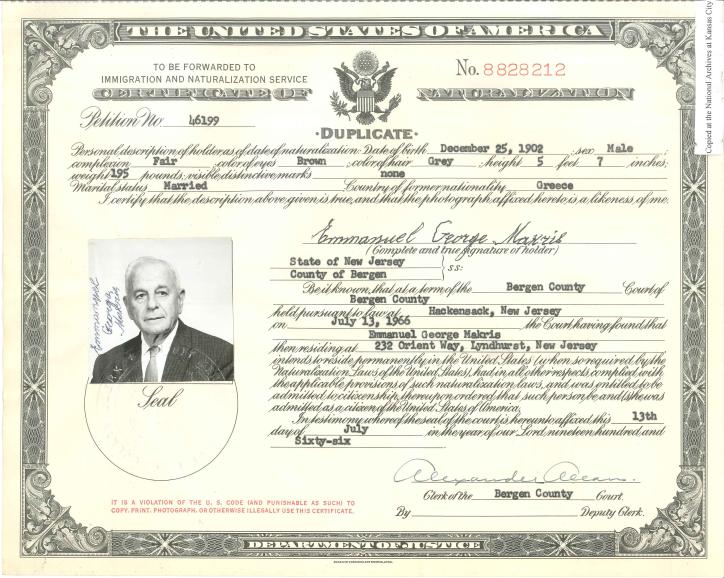 THE UNITED STATES OF AMERICA
TO BE FORWARDED TO
IMMIGRATION AND NATURALIZATION SERVICE
No. 8828212
CERTIFICATE OF NATURALIZATION
Petition No. 46199
DUPLICATE
Personal description of holder as of date of naturalization: Date of birth December 25, 1902 ; sex Male ;
complexion Fair ; color of eyes Brown ; color of hair Grey ; height 5 feet 7 inches;
weight 195 pounds; visible distinctive marks none
Marital status Married Country of former nationality Greece
I certify that the description above given is true, and that the photograph affixed hereto is a likeness of me.
Emmanuel George Makris
(Complete and true signature of holder)
State of New Jersey
County of Bergen
ss:
Be it known, that at a term of the Bergen County Court of
Bergen County
held pursuant to law at Hackensack, New Jersey
on July 13, 1966 the Court having found that
Emmanuel George Makris
then residing at 232 Orient Way, Lyndhurst, New Jersey
intends to reside permanently in the United States (when so required by the
Naturalization Laws of the United States), had in all other respects complied with
the applicable provisions of such naturalization laws, and was entitled to be
admitted to citizenship, thereupon ordered that such person be and (s)he was
admitted as a citizen of the United States of America.
In testimony whereof the seal of the court is hereunto affixed this 13th
day of July in the year of our Lord nineteen hundred and
Sixty-six
Emmanuel
George
Makris
Seal
Clerk of the Bergen County Court.
By Deputy Clerk.
IT IS A VIOLATION OF THE U. S. CODE (AND PUNISHABLE AS SUCH) TO
COPY, PRINT, PHOTOGRAPH, OR OTHERWISE ILLEGALLY USE THIS CERTIFICATE.
DEPARTMENT OF JUSTICE
Copied at the National Archives at Kansas City